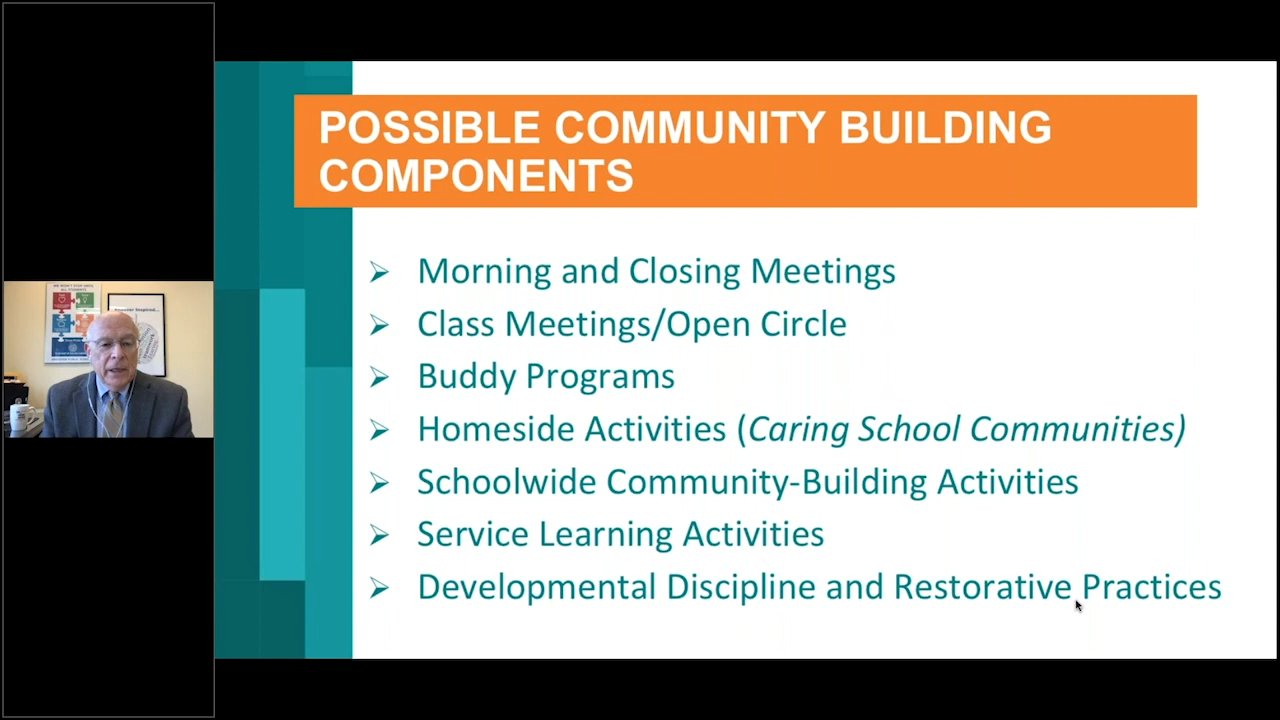 POSSIBLE COMMUNITY BUILDING
COMPONENTS
Morning and Closing Meetings
Class Meetings/Open Circle
Buddy Programs
Homeside Activities (Caring School Communities)
Schoolwide Community-Building Activities
Service Learning Activities
Developmental Discipline and Restorative Practices